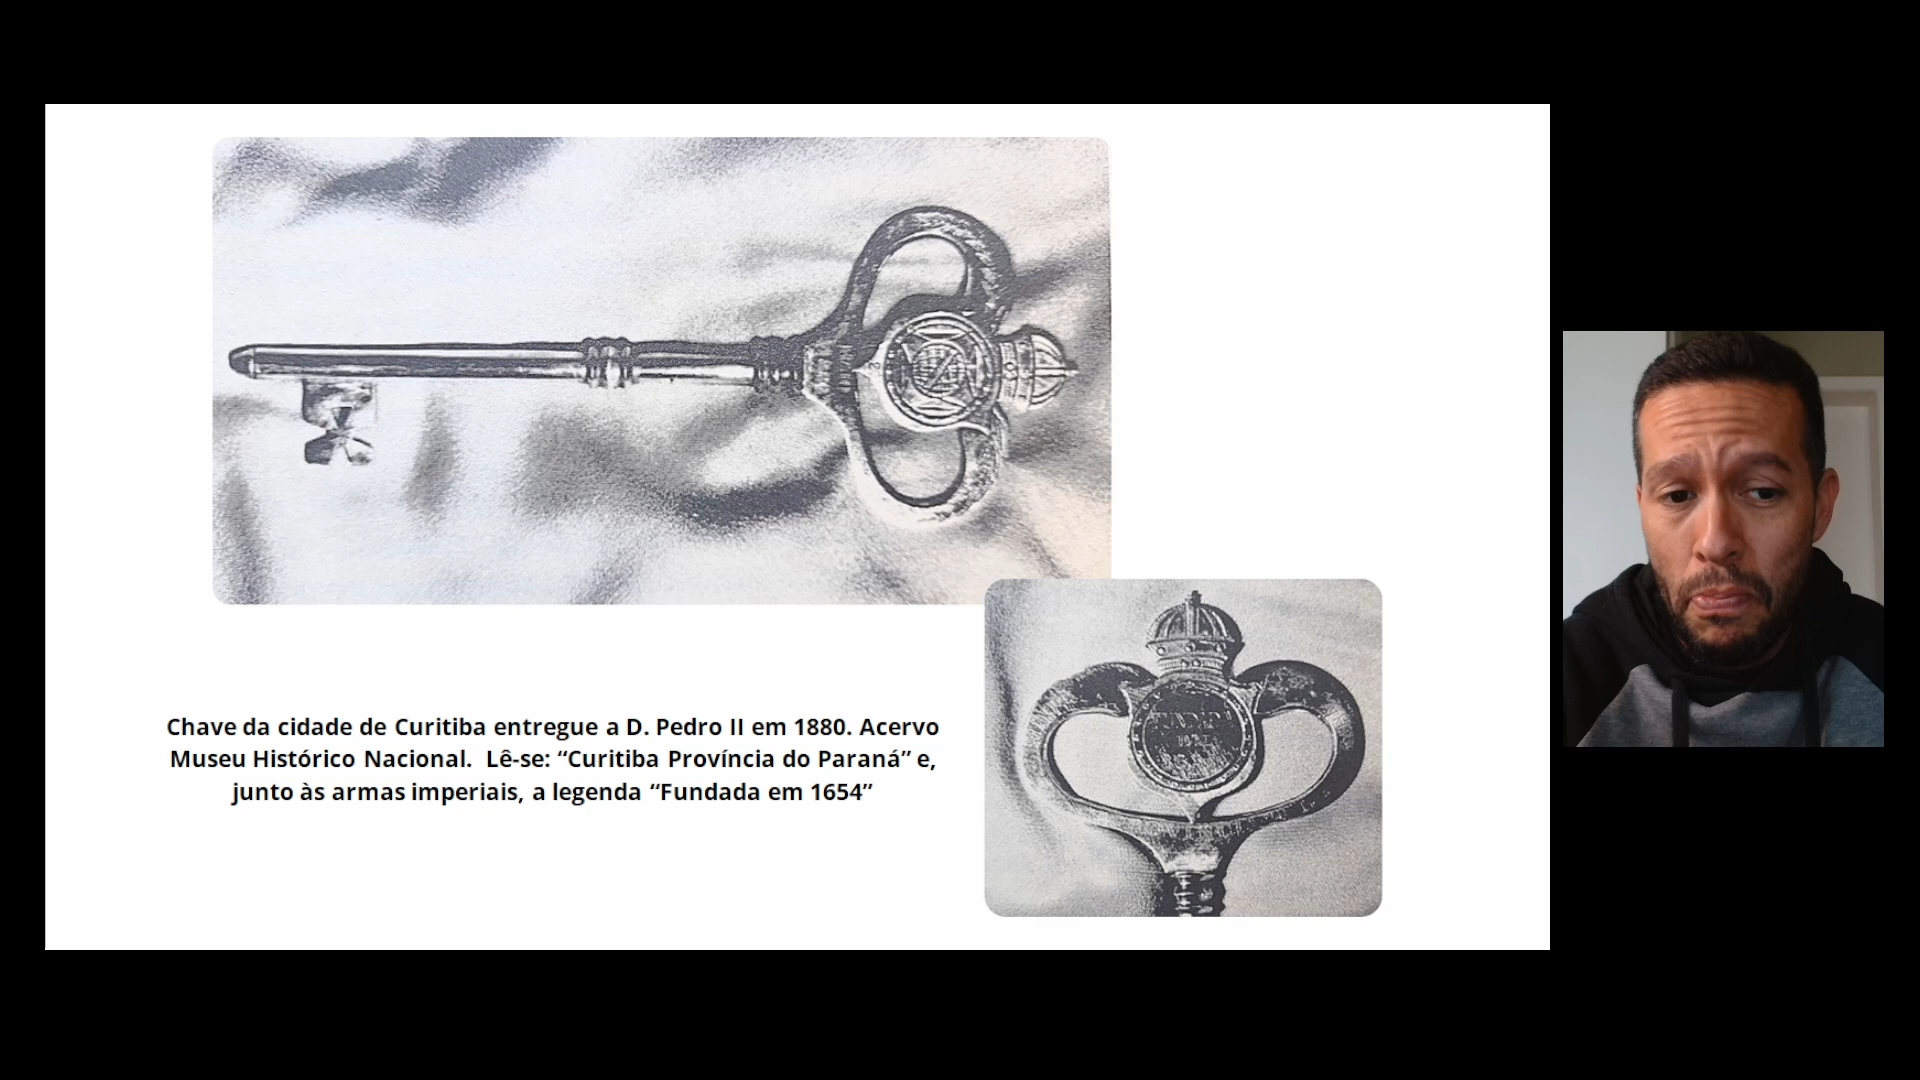 Chave da cidade de Curitiba entregue a D. Pedro II em 1880. Acervo
Museu Histórico Nacional.  Lê-se: “Curitiba Província do Paraná” e,
junto às armas imperiais, a legenda “Fundada em 1654”
FUNDADA